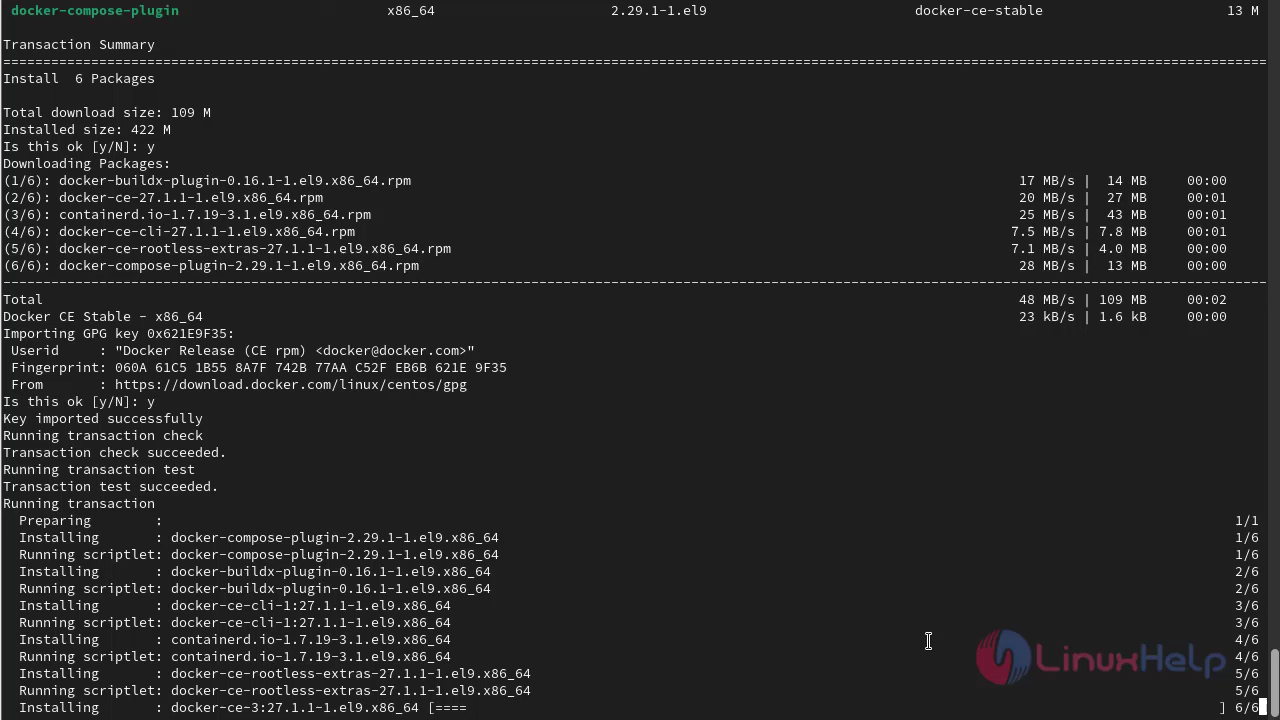 docker-compose-plugin x86_64 2.29.1-1.el9 docker-ce-stable 13 M
Transaction Summary
================================================================================
Install  6 Packages
Total download size: 109 M
Installed size: 422 M
Is this ok [y/N]: y
Downloading Packages:
(1/6): docker-buildx-plugin-0.16.1-1.el9.x86_64.rpm 17 MB/s |  14 MB 00:00
(2/6): docker-ce-27.1.1-1.el9.x86_64.rpm 20 MB/s |  27 MB 00:01
(3/6): containerd.io-1.7.19-3.1.el9.x86_64.rpm 25 MB/s |  43 MB 00:01
(4/6): docker-ce-cli-27.1.1-1.el9.x86_64.rpm 7.5 MB/s | 7.8 MB 00:01
(5/6): docker-ce-rootless-extras-27.1.1-1.el9.x86_64.rpm 7.1 MB/s | 4.0 MB 00:00
(6/6): docker-compose-plugin-2.29.1-1.el9.x86_64.rpm 28 MB/s |  13 MB 00:00
--------------------------------------------------------------------------------
Total 48 MB/s | 109 MB 00:02
Docker CE Stable - x86_64 23 kB/s | 1.6 kB 00:00
Importing GPG key 0x621E9F35:
Userid     : "Docker Release (CE rpm) <docker@docker.com>"
Fingerprint: 060A 61C5 1B55 8A7F 742B 77AA C52F EB6B 621E 9F35
From       : https://download.docker.com/linux/centos/gpg
Is this ok [y/N]: y
Key imported successfully
Running transaction check
Transaction check succeeded.
Running transaction test
Transaction test succeeded.
Running transaction
Preparing        : 1/1
Installing       : docker-compose-plugin-2.29.1-1.el9.x86_64 1/6
Running scriptlet: docker-compose-plugin-2.29.1-1.el9.x86_64 1/6
Installing       : docker-buildx-plugin-0.16.1-1.el9.x86_64 2/6
Running scriptlet: docker-buildx-plugin-0.16.1-1.el9.x86_64 2/6
Installing       : docker-ce-cli-1:27.1.1-1.el9.x86_64 3/6
Running scriptlet: docker-ce-cli-1:27.1.1-1.el9.x86_64 3/6
Installing       : containerd.io-1.7.19-3.1.el9.x86_64 4/6
Running scriptlet: containerd.io-1.7.19-3.1.el9.x86_64 4/6
Installing       : docker-ce-rootless-extras-27.1.1-1.el9.x86_64 5/6
Running scriptlet: docker-ce-rootless-extras-27.1.1-1.el9.x86_64 5/6
Installing       : docker-ce-3:27.1.1-1.el9.x86_64 [==== ] 6/6
LinuxHelp